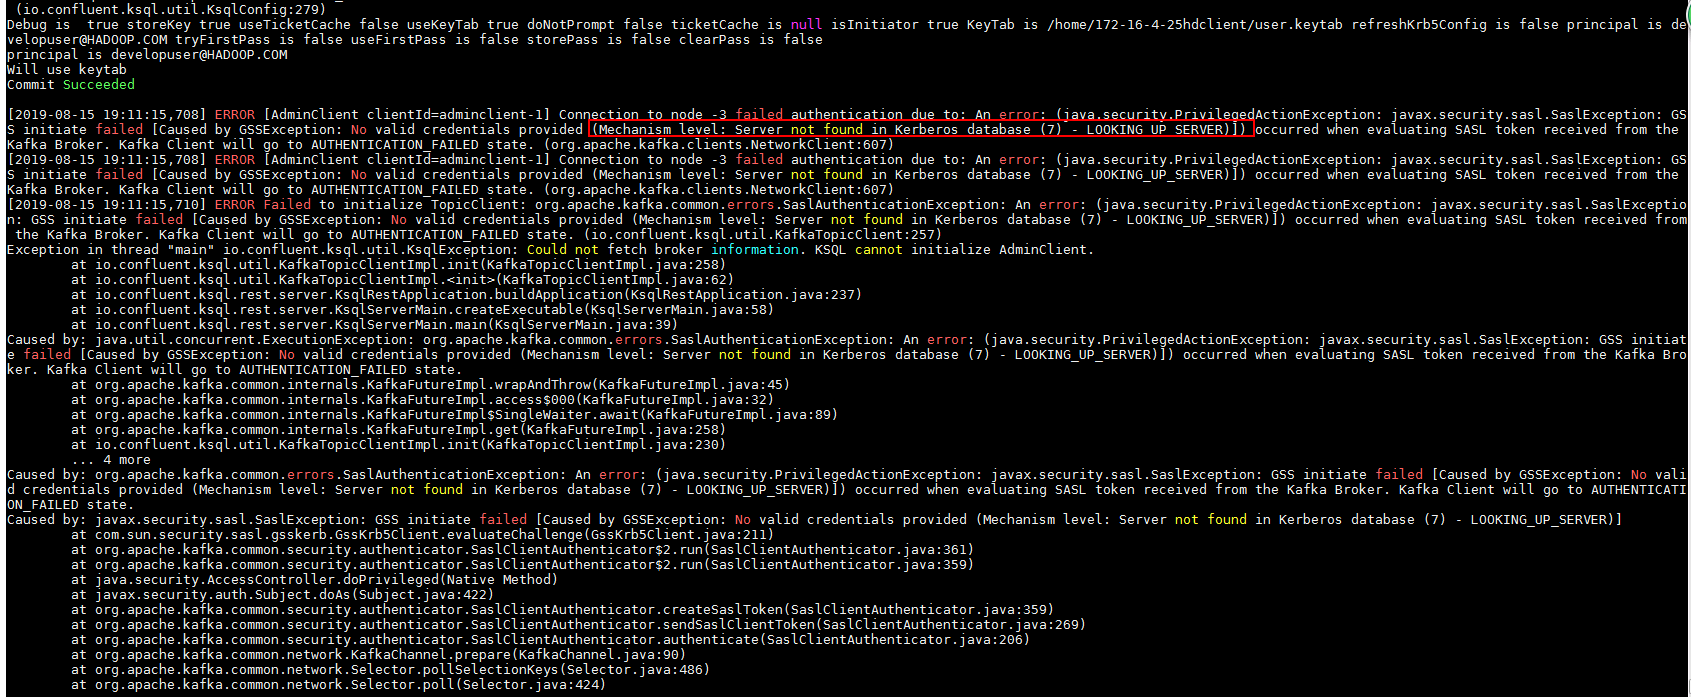 (io.confluent.ksql.util.KsqlConfig:279)
Debug is  true storeKey true useTicketCache false useKeyTab true doNotPrompt false ticketCache is null isInitiator true KeyTab is /home/172-16-4-25hdclient/user.keytab refreshKrb5Config is false principal is de
velopuser@HADOOP.COM tryFirstPass is false useFirstPass is false storePass is false clearPass is false
principal is developuser@HADOOP.COM
Will use keytab
Commit Succeeded
[2019-08-15 19:11:15,708] ERROR [AdminClient clientId=adminclient-1] Connection to node -3 failed authentication due to: An error: (java.security.PrivilegedActionException: javax.security.sasl.SaslException: GS
S initiate failed [Caused by GSSException: No valid credentials provided (Mechanism level: Server not found in Kerberos database (7) - LOOKING_UP_SERVER)]) occurred when evaluating SASL token received from the
Kafka Broker. Kafka Client will go to AUTHENTICATION_FAILED state. (org.apache.kafka.clients.NetworkClient:607)
[2019-08-15 19:11:15,708] ERROR [AdminClient clientId=adminclient-1] Connection to node -3 failed authentication due to: An error: (java.security.PrivilegedActionException: javax.security.sasl.SaslException: GS
S initiate failed [Caused by GSSException: No valid credentials provided (Mechanism level: Server not found in Kerberos database (7) - LOOKING_UP_SERVER)]) occurred when evaluating SASL token received from the
Kafka Broker. Kafka Client will go to AUTHENTICATION_FAILED state. (org.apache.kafka.clients.NetworkClient:607)
[2019-08-15 19:11:15,710] ERROR Failed to initialize TopicClient: org.apache.kafka.common.errors.SaslAuthenticationException: An error: (java.security.PrivilegedActionException: javax.security.sasl.SaslExceptio
n: GSS initiate failed [Caused by GSSException: No valid credentials provided (Mechanism level: Server not found in Kerberos database (7) - LOOKING_UP_SERVER)]) occurred when evaluating SASL token received from
the Kafka Broker. Kafka Client will go to AUTHENTICATION_FAILED state. (io.confluent.ksql.util.KafkaTopicClient:257)
Exception in thread "main" io.confluent.ksql.util.KsqlException: Could not fetch broker information. KSQL cannot initialize AdminClient.
at io.confluent.ksql.util.KafkaTopicClientImpl.init(KafkaTopicClientImpl.java:258)
at io.confluent.ksql.util.KafkaTopicClientImpl.<init>(KafkaTopicClientImpl.java:62)
at io.confluent.ksql.rest.server.KsqlRestApplication.buildApplication(KsqlRestApplication.java:237)
at io.confluent.ksql.rest.server.KsqlServerMain.createExecutable(KsqlServerMain.java:58)
at io.confluent.ksql.rest.server.KsqlServerMain.main(KsqlServerMain.java:39)
Caused by: java.util.concurrent.ExecutionException: org.apache.kafka.common.errors.SaslAuthenticationException: An error: (java.security.PrivilegedActionException: javax.security.sasl.SaslException: GSS initiat
e failed [Caused by GSSException: No valid credentials provided (Mechanism level: Server not found in Kerberos database (7) - LOOKING_UP_SERVER)]) occurred when evaluating SASL token received from the Kafka Bro
ker. Kafka Client will go to AUTHENTICATION_FAILED state.
at org.apache.kafka.common.internals.KafkaFutureImpl.wrapAndThrow(KafkaFutureImpl.java:45)
at org.apache.kafka.common.internals.KafkaFutureImpl.access$000(KafkaFutureImpl.java:32)
at org.apache.kafka.common.internals.KafkaFutureImpl$SingleWaiter.await(KafkaFutureImpl.java:89)
at org.apache.kafka.common.internals.KafkaFutureImpl.get(KafkaFutureImpl.java:258)
at io.confluent.ksql.util.KafkaTopicClientImpl.init(KafkaTopicClientImpl.java:230)
... 4 more
Caused by: org.apache.kafka.common.errors.SaslAuthenticationException: An error: (java.security.PrivilegedActionException: javax.security.sasl.SaslException: GSS initiate failed [Caused by GSSException: No vali
d credentials provided (Mechanism level: Server not found in Kerberos database (7) - LOOKING_UP_SERVER)]) occurred when evaluating SASL token received from the Kafka Broker. Kafka Client will go to AUTHENTICATI
ON_FAILED state.
Caused by: javax.security.sasl.SaslException: GSS initiate failed [Caused by GSSException: No valid credentials provided (Mechanism level: Server not found in Kerberos database (7) - LOOKING_UP_SERVER)]
at com.sun.security.sasl.gsskerb.GssKrb5Client.evaluateChallenge(GssKrb5Client.java:211)
at org.apache.kafka.common.security.authenticator.SaslClientAuthenticator$2.run(SaslClientAuthenticator.java:361)
at org.apache.kafka.common.security.authenticator.SaslClientAuthenticator$2.run(SaslClientAuthenticator.java:359)
at java.security.AccessController.doPrivileged(Native Method)
at javax.security.auth.Subject.doAs(Subject.java:422)
at org.apache.kafka.common.security.authenticator.SaslClientAuthenticator.createSaslToken(SaslClientAuthenticator.java:359)
at org.apache.kafka.common.security.authenticator.SaslClientAuthenticator.sendSaslClientToken(SaslClientAuthenticator.java:269)
at org.apache.kafka.common.security.authenticator.SaslClientAuthenticator.authenticate(SaslClientAuthenticator.java:206)
at org.apache.kafka.common.network.KafkaChannel.prepare(KafkaChannel.java:90)
at org.apache.kafka.common.network.Selector.pollSelectionKeys(Selector.java:486)
at org.apache.kafka.common.network.Selector.poll(Selector.java:424)